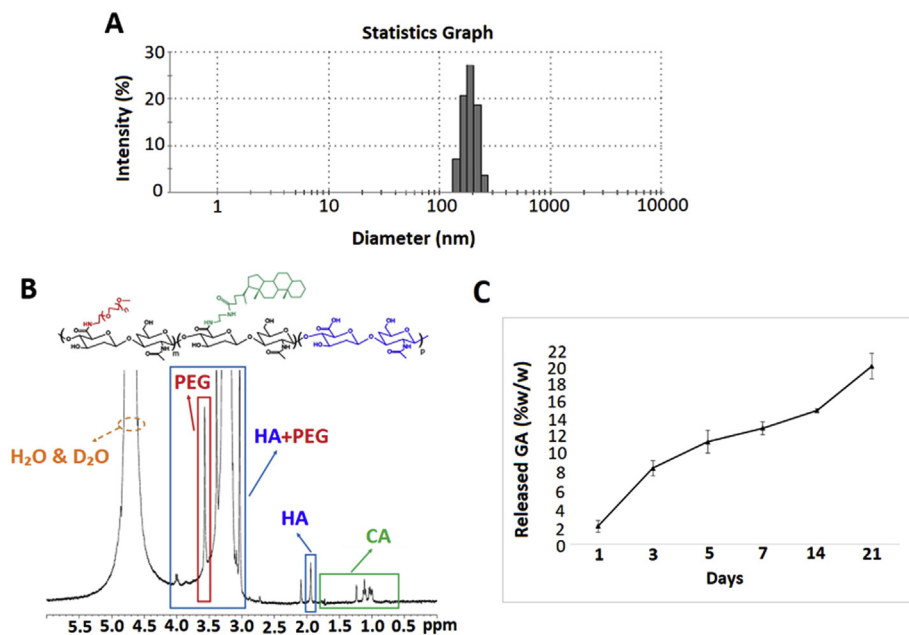 A
Statistics Graph
Intensity (%)
30
20
10
0
1 10 100 1000 10000
Diameter (nm)
B
PEG
H₂O & D₂O
HA+PEG
HA
CA
5.5 5.0 4.5 4.0 3.5 3.0 2.5 2.0 1.5 1.0 0.5 ppm
C
Released GA (%w/w)
22
20
18
16
14
12
10
8
6
4
2
0
1 3 5 7 14 21
Days